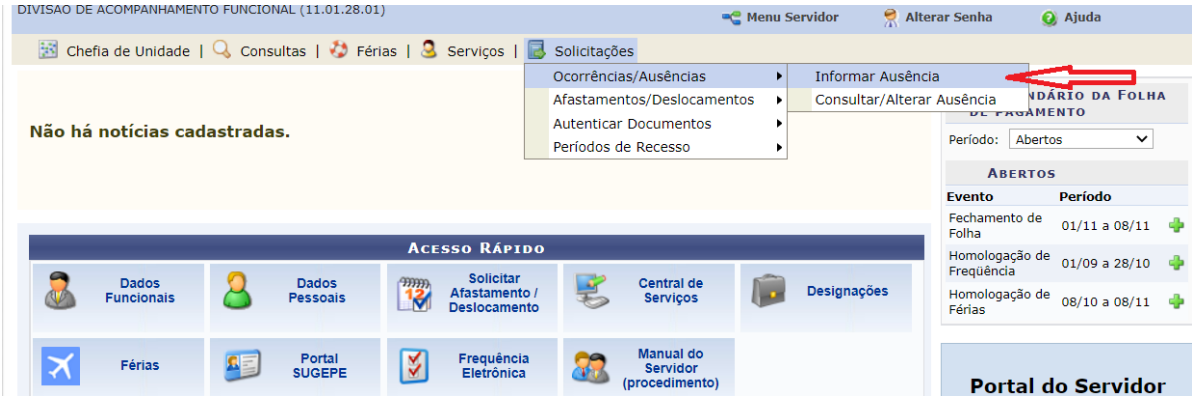 DIVISÃO DE ACOMPANHAMENTO FUNCIONAL (11.01.28.01)
Menu Servidor
Alterar Senha
Ajuda
Chefia de Unidade | Consultas | Férias | Serviços | Solicitações
Ocorrências/Ausências
Afastamentos/Deslocamentos
Autenticar Documentos
Períodos de Recesso
Informar Ausência
Consultar/Alterar Ausência
Não há notícias cadastradas.
DA FOLHA
DE PAGAMENTO
Período: Abertos
ABERTOS
Evento Período
Fechamento de
Folha
01/11 a 08/11
Homologação de
Freqüência
01/09 a 28/10
Homologação de
Férias
08/10 a 08/11
ACESSO RÁPIDO
Dados
Funcionais
Dados
Pessoais
Solicitar
Afastamento /
Deslocamento
Central de
Serviços
Designações
Férias
Portal
SUGEPE
Frequência
Eletrônica
Manual do
Servidor
(procedimento)
Portal do Servidor